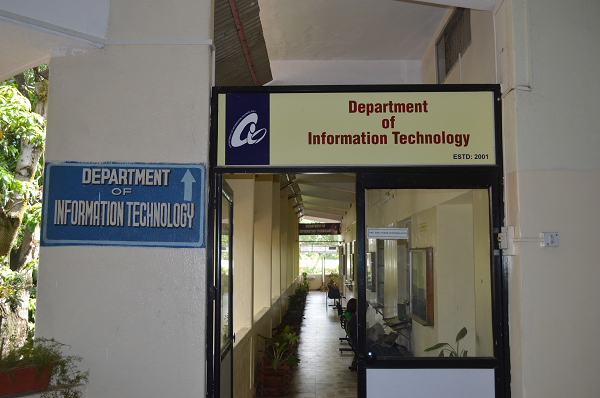 DEPARTMENT
OF
INFORMATION TECHNOLOGY
Department
of
Information Technology
ESTD: 2001